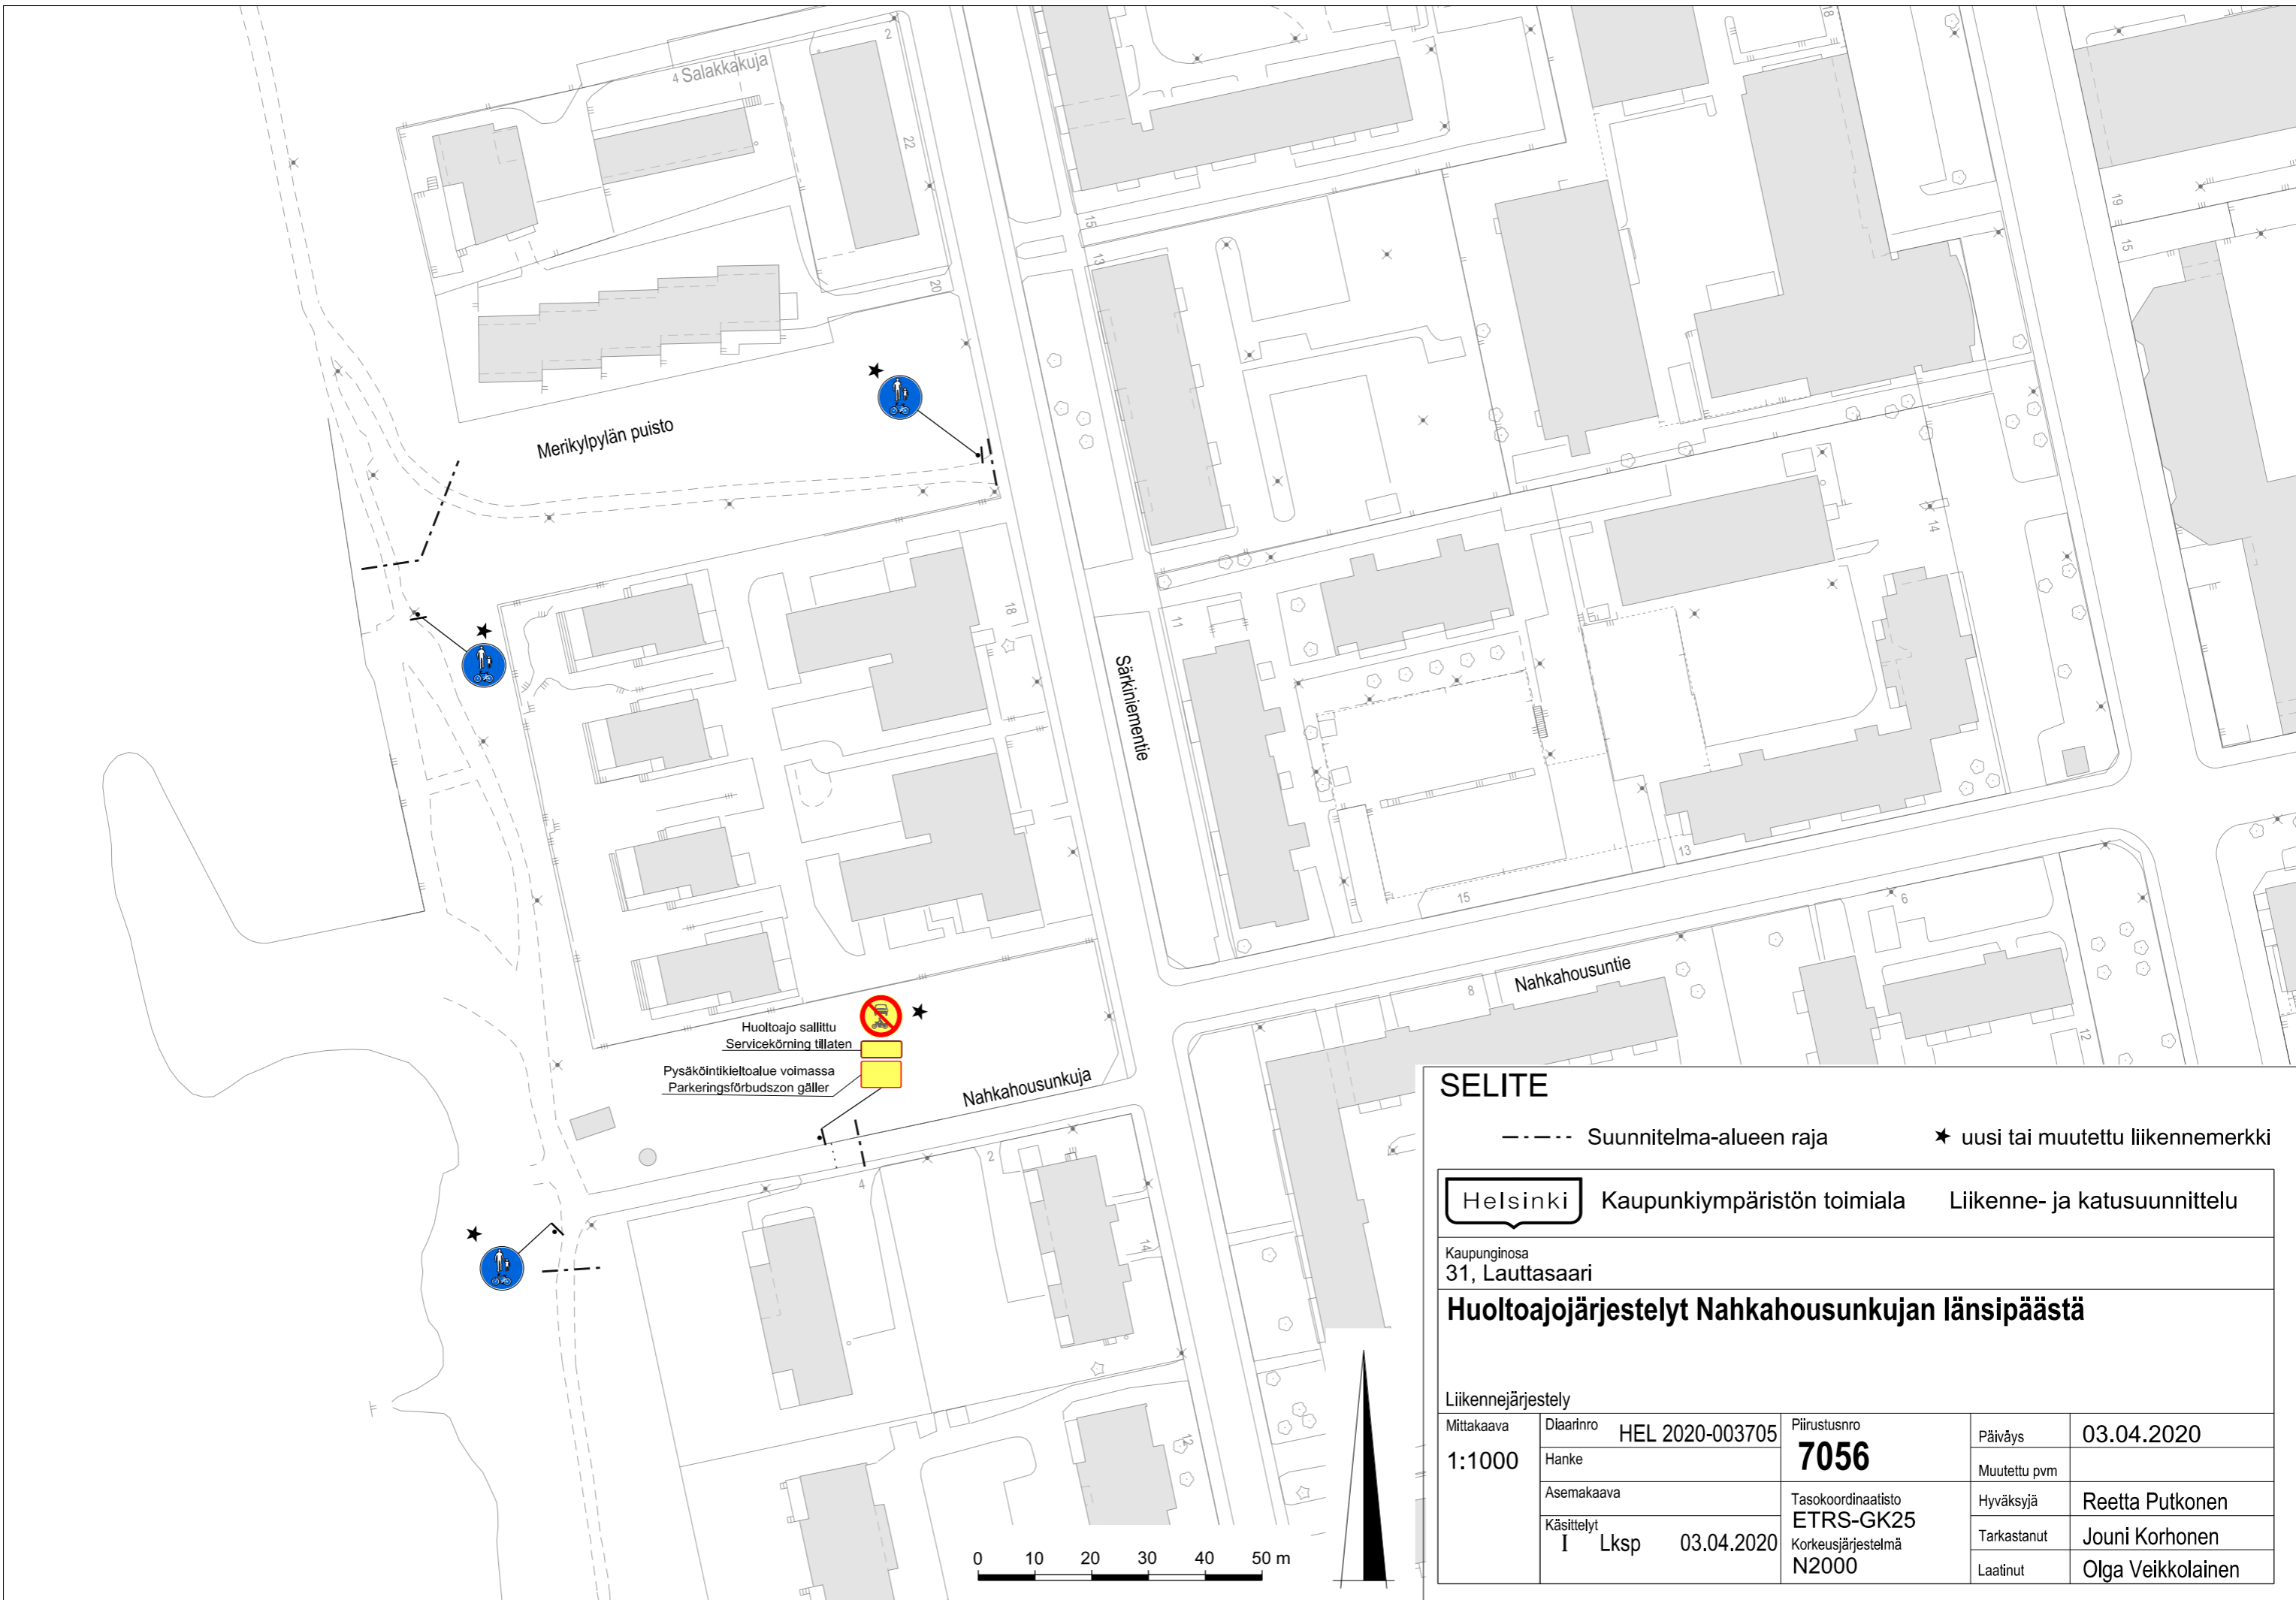 2
18
4 Salakkakuja
22
15
19
15
13
20
Merikylpylän puisto
14
18
11
Särkiniementie
13
15
6
Nahkahousuntie
8
Huoltoajo sallittu
Servicekörning tillaten
12
Pysäköintikieltoalue voimassa
Parkeringsförbudszon gäller
Nahkahousunkuja
2
4
14
12
SELITE
Suunnitelma-alueen raja
★ uusi tai muutettu liikennemerkki
Helsinki
Kaupunkiympäristön toimiala
Liikenne- ja katusuunnittelu
Kaupunginosa
31, Lauttasaari
Huoltoajojärjestelyt Nahkahousunkujan länsipäästä
Liikennejärjestely
Mittakaava
1:1000
Diaarinro HEL 2020-003705
Hanke
Asemakaava
Käsittelyt
I Lksp 03.04.2020
Piirustusnro
7056
Tasokoordinaatisto
ETRS-GK25
Korkeusjärjestelmä
N2000
Päiväys 03.04.2020
Muutettu pvm
Hyväksyjä Reetta Putkonen
Tarkastanut Jouni Korhonen
Laatinut Olga Veikkolainen
0 10 20 30 40 50 m